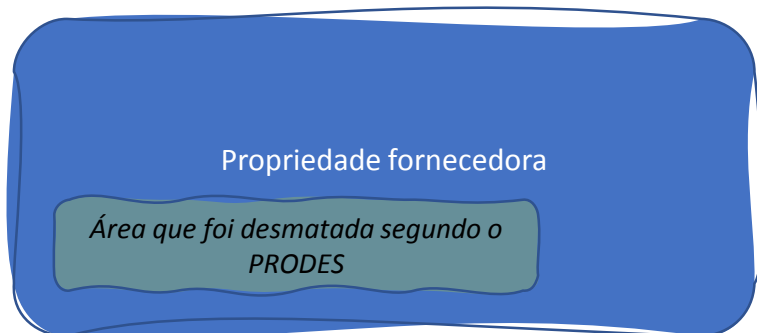 Propriedade fornecedora
Área que foi desmatada segundo o
PRODES